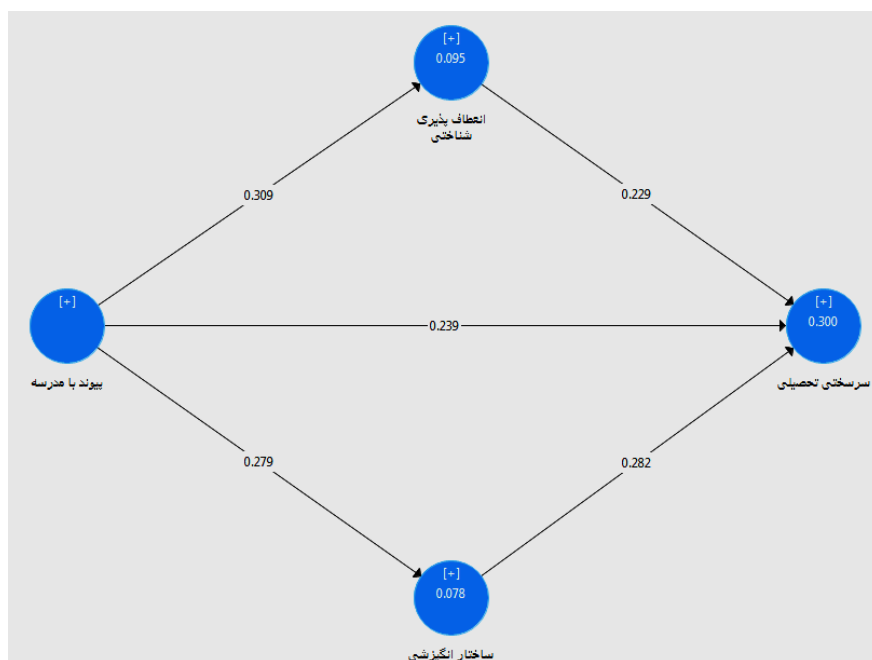 [+]
0.095
انعطاف پذیری
شناختی
0.309
0.229
[+]
[+]
0.300
0.239
پیوند با مدرسه
سرسختی تحصیلی
0.279
0.282
[+]
0.078
ساختار انگیزشی